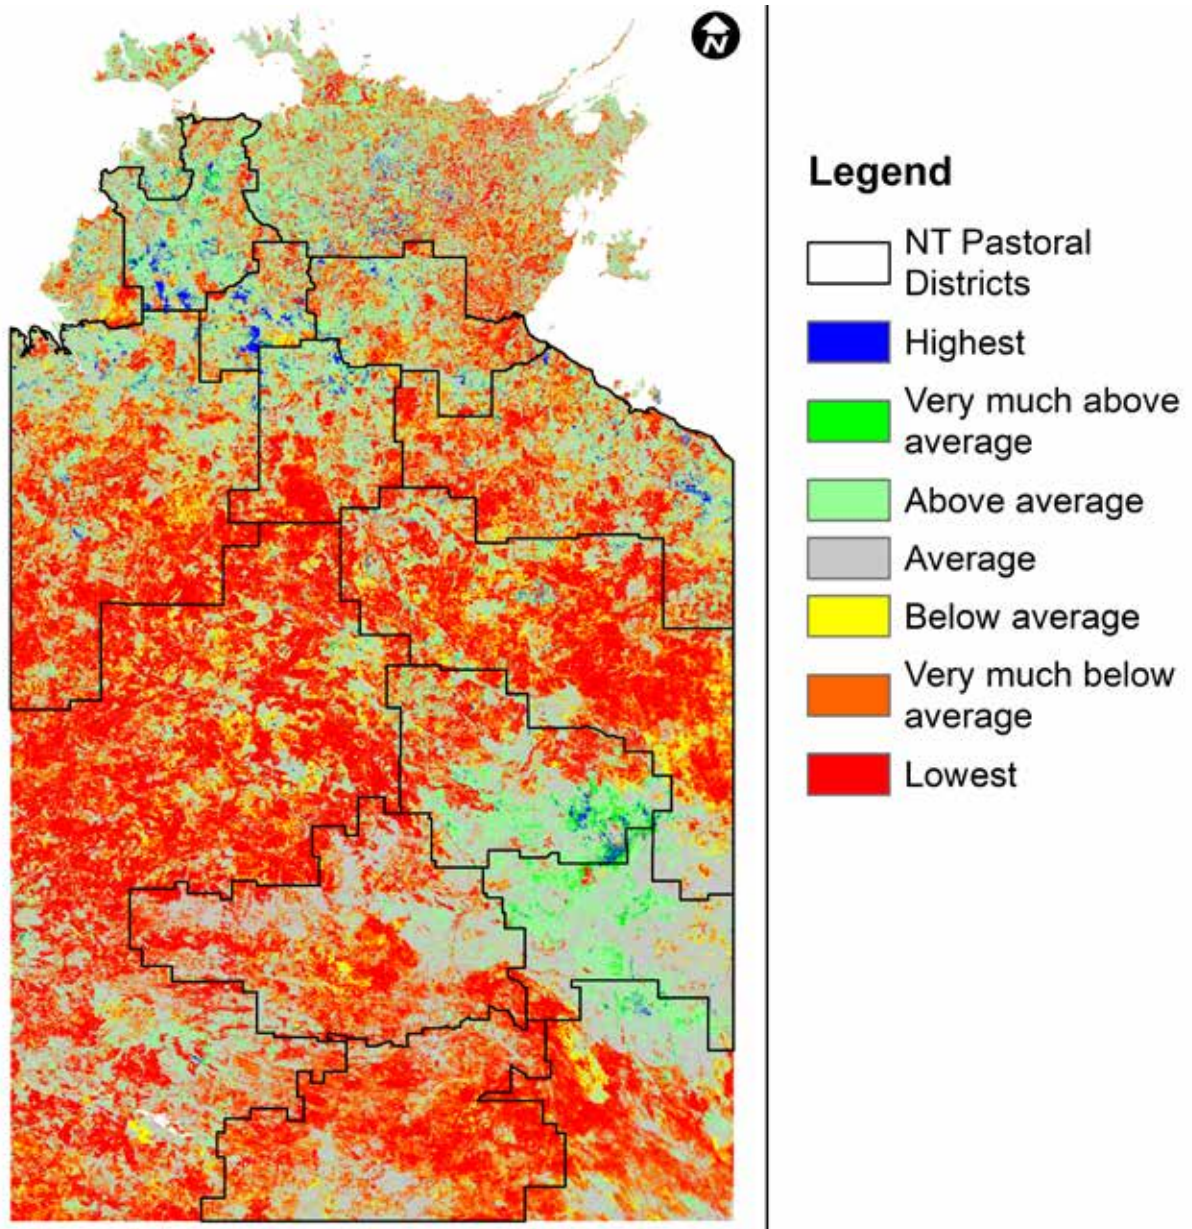 N
Legend
NT Pastoral
Districts
Highest
Very much above
average
Above average
Average
Below average
Very much below
average
Lowest